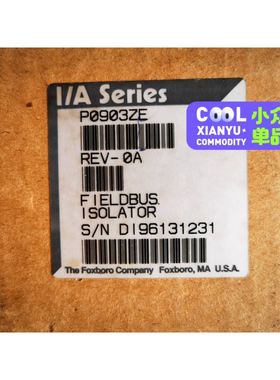 I/A Series
COOL
小众
XIANYU
单品
COMMODITY
P0903ZE
REV-0A
FIELDBUS
ISOLATOR
S/N DI96131231
The Foxboro Company Foxboro, MA U.S.A.